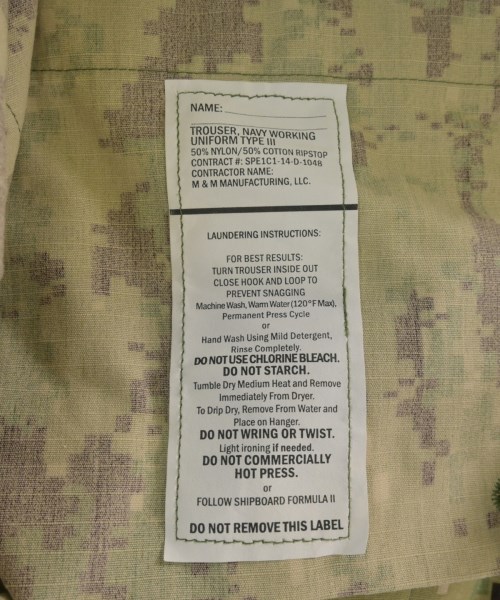 NAME:
TROUSER, NAVY WORKING
UNIFORM TYPE III
50% NYLON/50% COTTON RIPSTOP
CONTRACT #: SPE1C1-14-D-1048
CONTRACTOR NAME:
M & M MANUFACTURING, LLC.
LAUNDERING INSTRUCTIONS:
FOR BEST RESULTS:
TURN TROUSER INSIDE OUT
CLOSE HOOK AND LOOP TO
PREVENT SNAGGING
Machine Wash, Warm Water (120°F Max),
Permanent Press Cycle
or
Hand Wash Using Mild Detergent,
Rinse Completely.
DO NOT USE CHLORINE BLEACH.
DO NOT STARCH.
Tumble Dry Medium Heat and Remove
Immediately From Dryer.
To Drip Dry, Remove From Water and
Place on Hanger.
DO NOT WRING OR TWIST.
Light ironing if needed.
DO NOT COMMERCIALLY
HOT PRESS.
or
FOLLOW SHIPBOARD FORMULA II
DO NOT REMOVE THIS LABEL